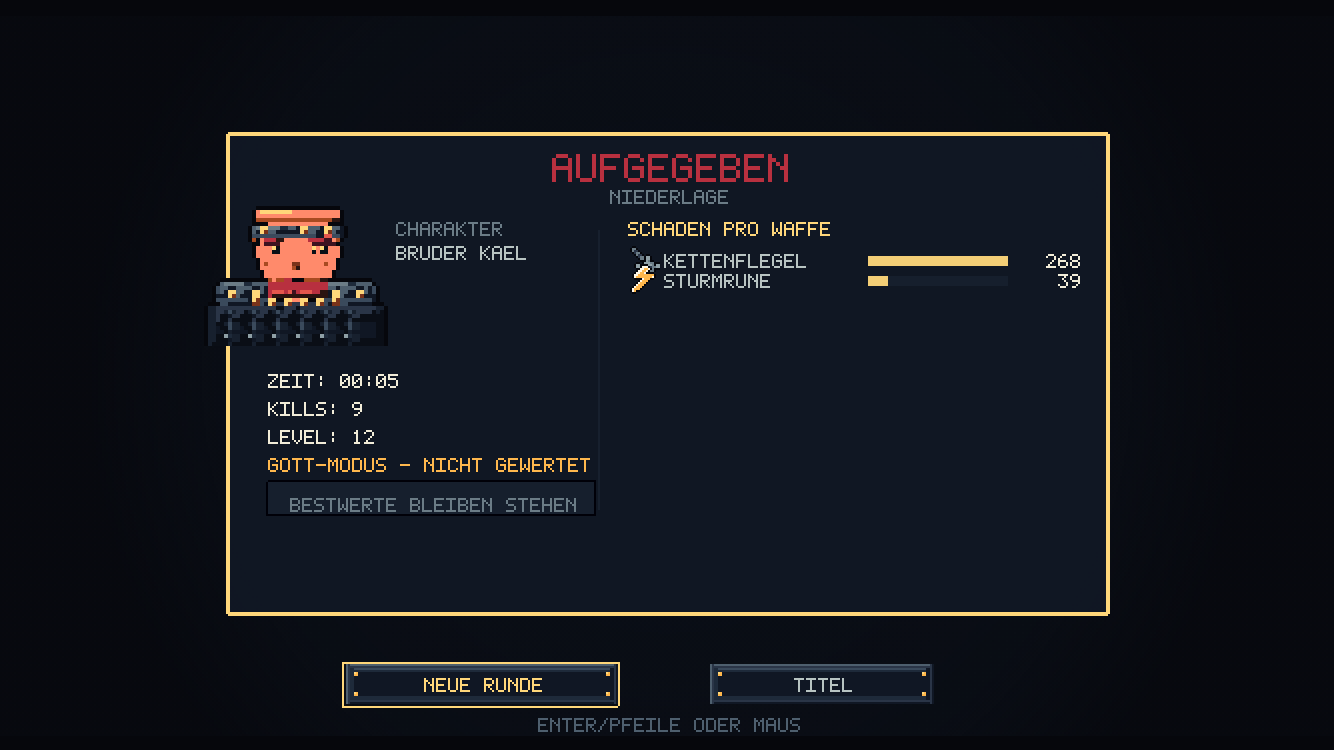 AUFGEGEBEN
NIEDERLAGE
CHARAKTER
BRUDER KAEL
ZEIT: 00:05
KILLS: 9
LEVEL: 12
GOTT-MODUS - NICHT GEWERTET
BESTWERTE BLEIBEN STEHEN
SCHADEN PRO WAFFE
KETTENFLEGEL 268
STURMRUNE 39
NEUE RUNDE
TITEL
ENTER/PFEILE ODER MAUS